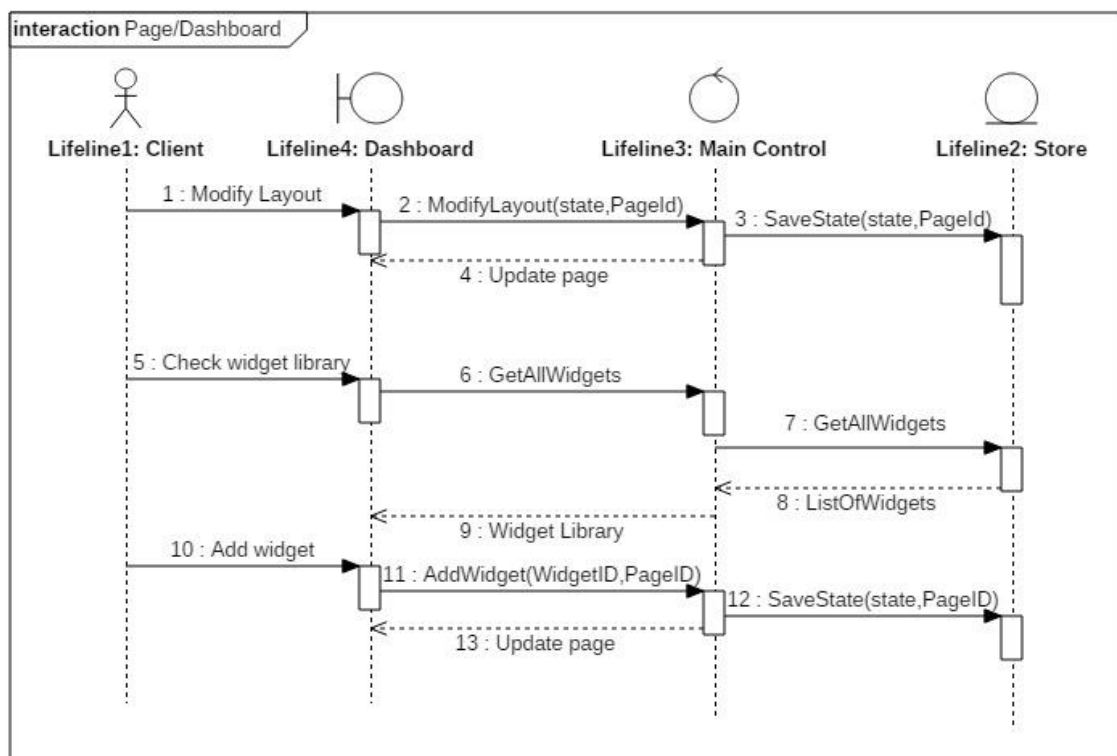 interaction Page/Dashboard
Lifeline1: Client
Lifeline4: Dashboard
Lifeline3: Main Control
Lifeline2: Store
1 : Modify Layout
2 : ModifyLayout(state,PageId)
3 : SaveState(state,PageId)
4 : Update page
5 : Check widget library
6 : GetAllWidgets
7 : GetAllWidgets
8 : ListOfWidgets
9 : Widget Library
10 : Add widget
11 : AddWidget(WidgetID,PageID)
12 : SaveState(state,PageID)
13 : Update page